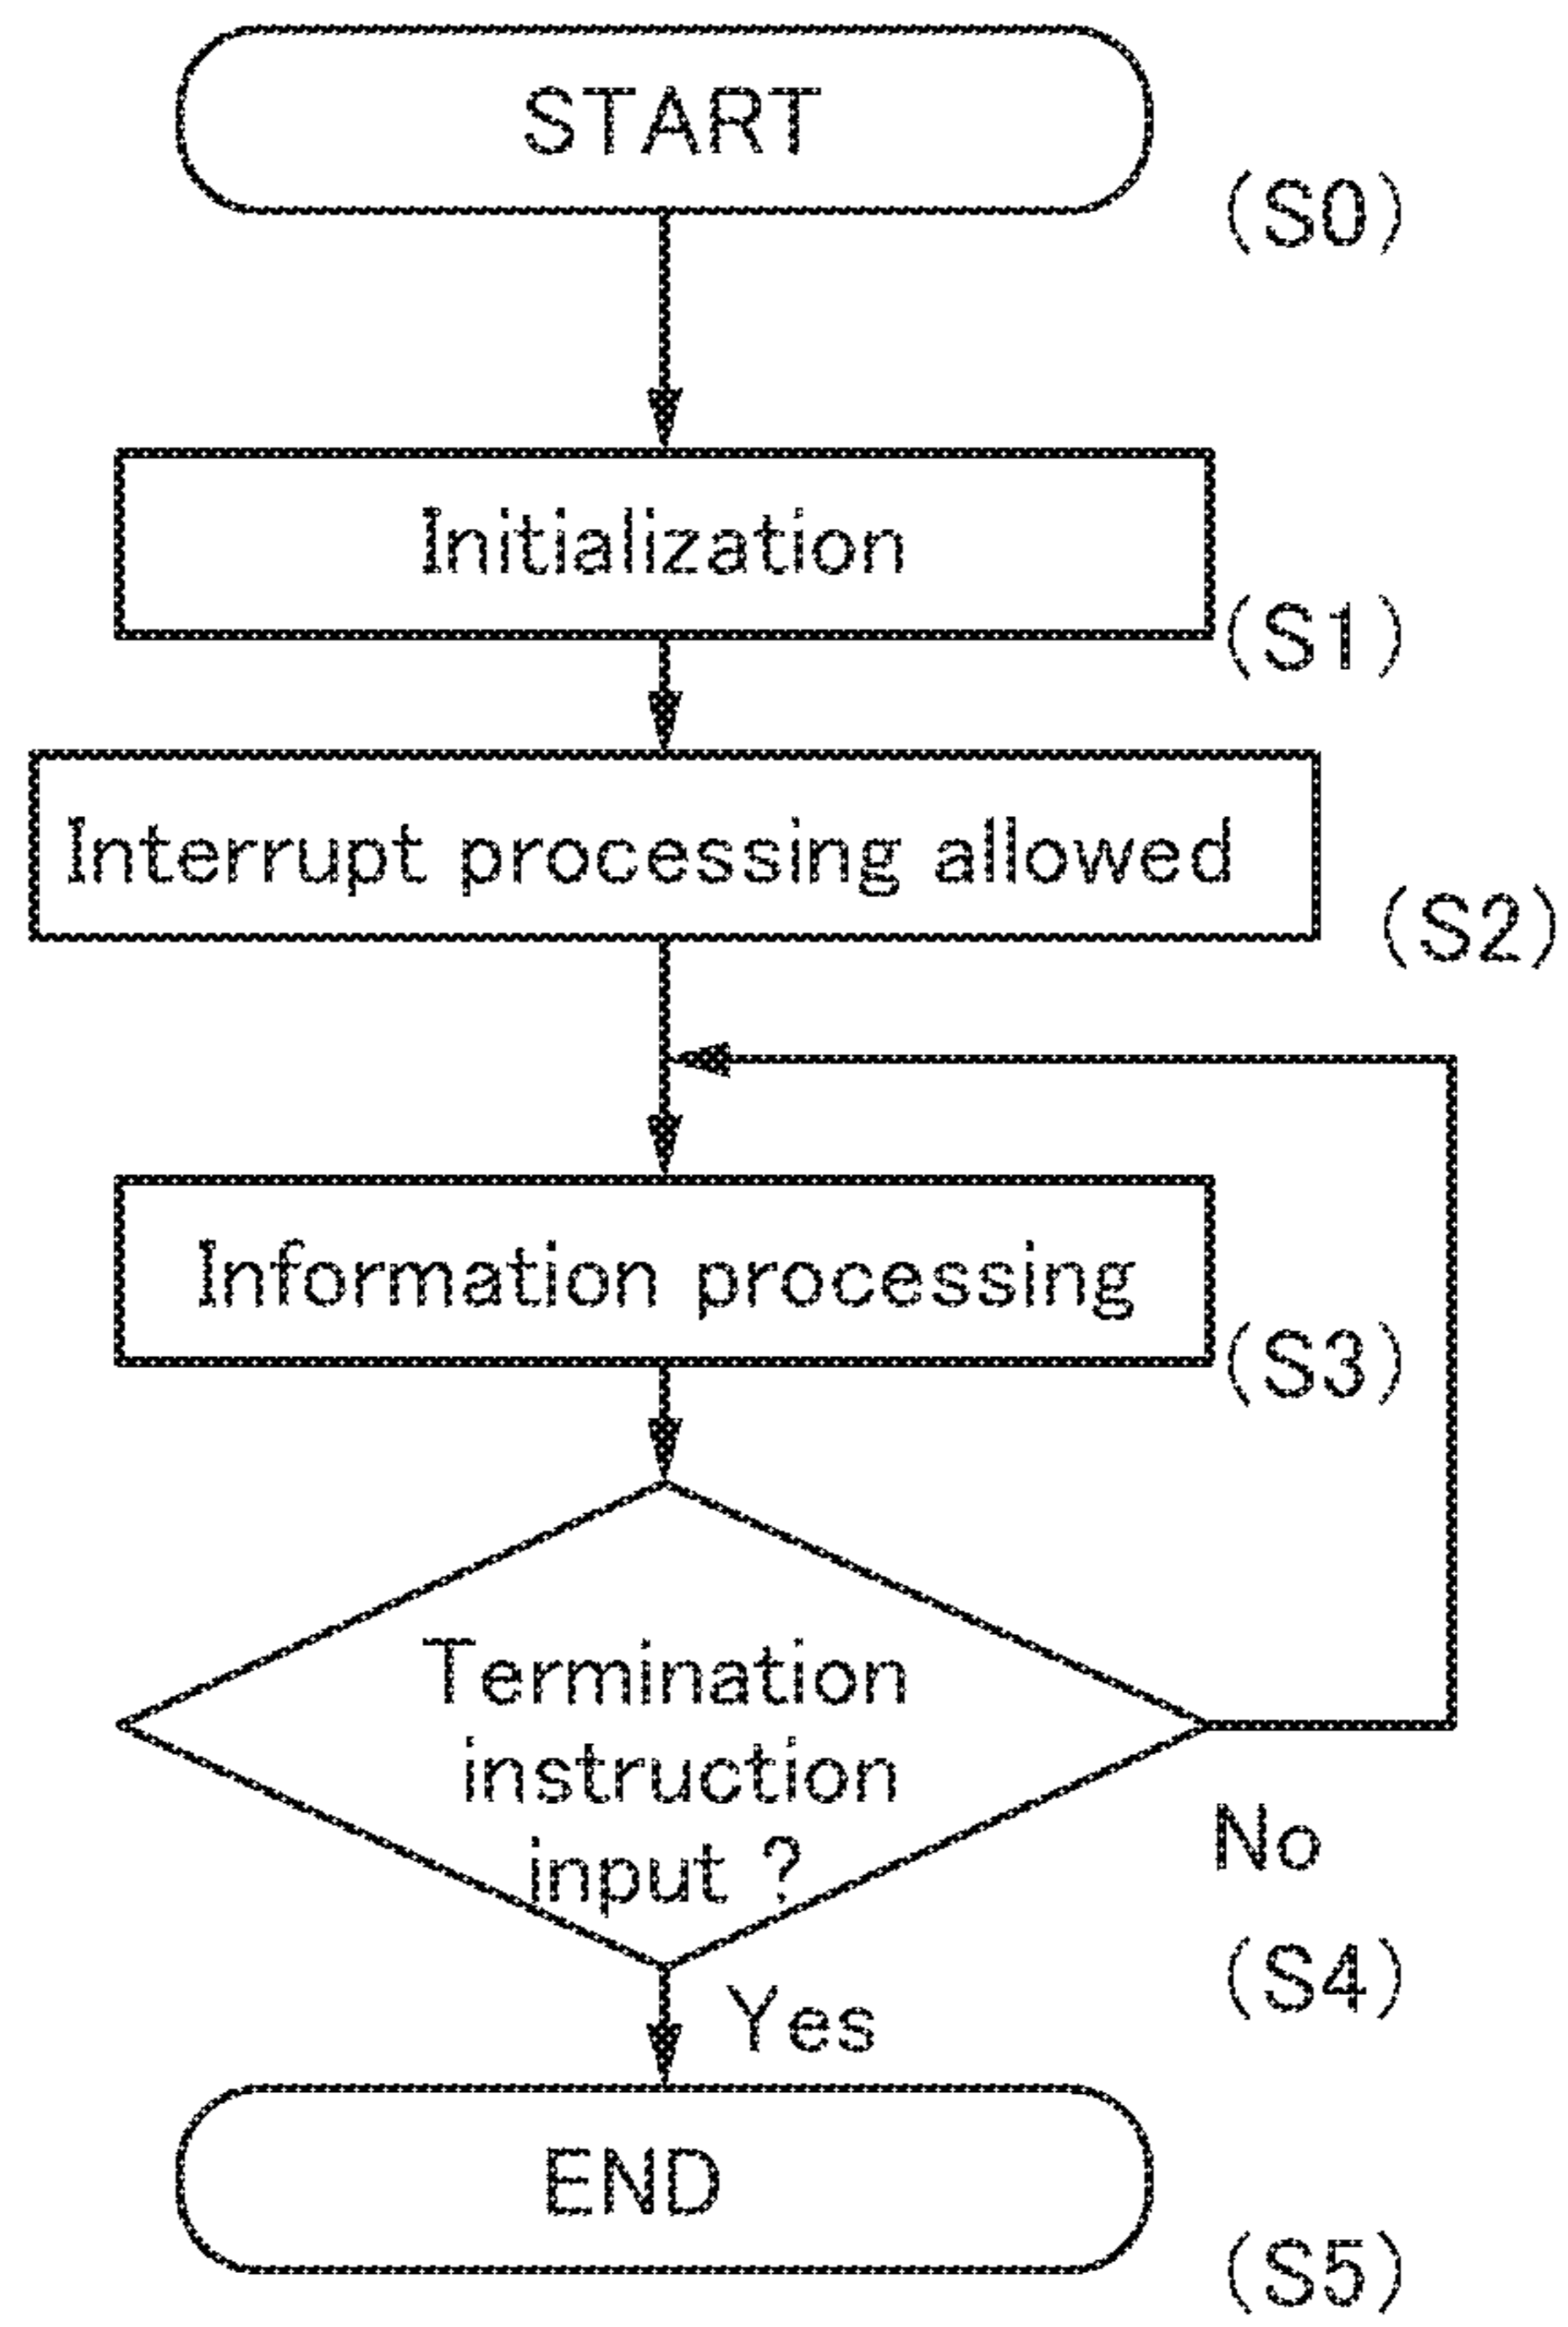 START
(S0)
Initialization
(S1)
Interrupt processing allowed
(S2)
Information processing
(S3)
Termination
instruction
input ?
No
(S4)
Yes
END
(S5)